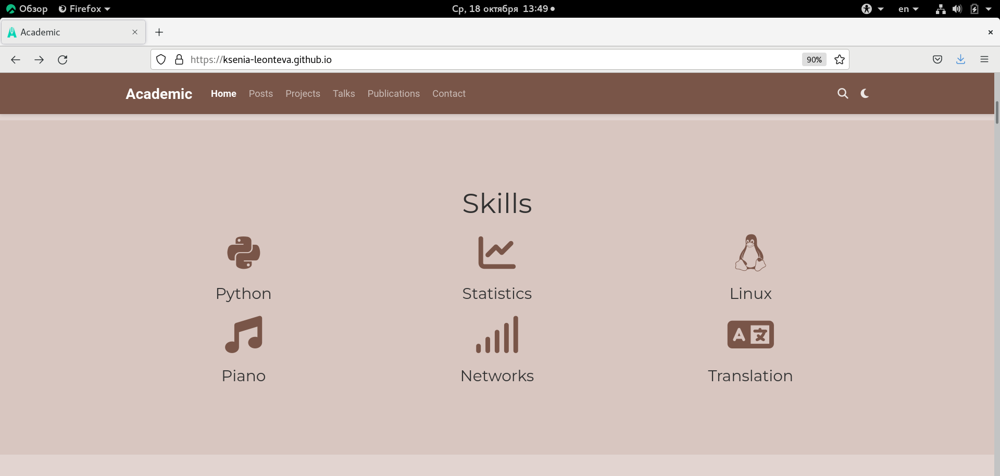 Обзор Firefox Ср, 18 октября 13:49 en
Academic
https://ksenia-leonteva.github.io 90%
Academic Home Posts Projects Talks Publications Contact
Skills
Python Statistics Linux
A 文
Piano Networks Translation